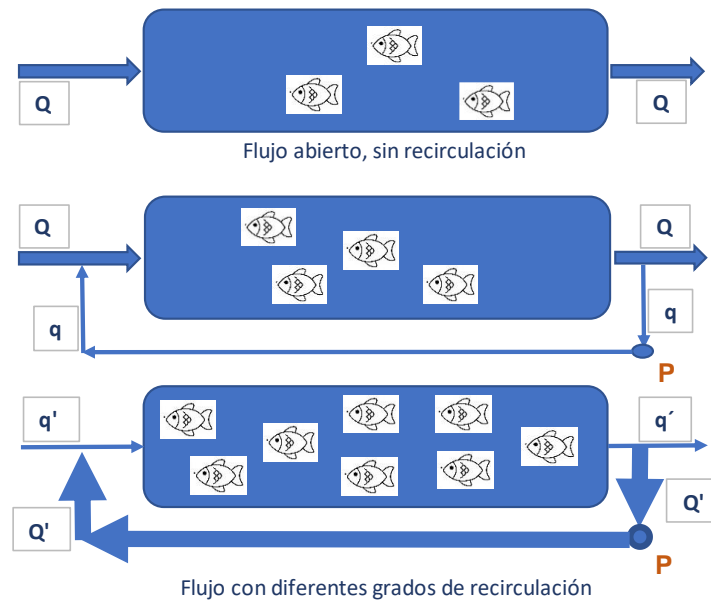 Q
Q
Flujo abierto, sin recirculación
Q
Q
q
q
P
q'
q´
Q'
Q'
P
Flujo con diferentes grados de recirculación